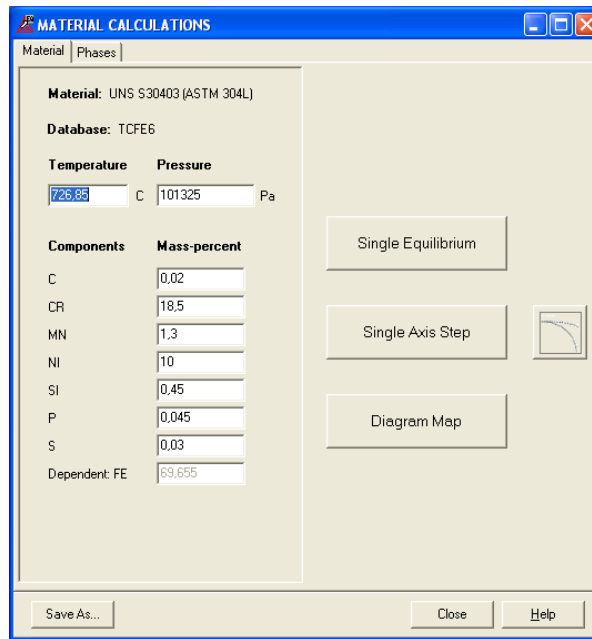 MATERIAL CALCULATIONS
Material Phases
Material: UNS S30403 (ASTM 304L)
Database: TCFE6
Temperature Pressure
726,85 C 101325 Pa
Components Mass-percent
C 0,02
CR 18,5
MN 1,3
NI 10
SI 0,45
P 0,045
S 0,03
Dependent: FE 69,655
Single Equilibrium
Single Axis Step
Diagram Map
Save As... Close Help